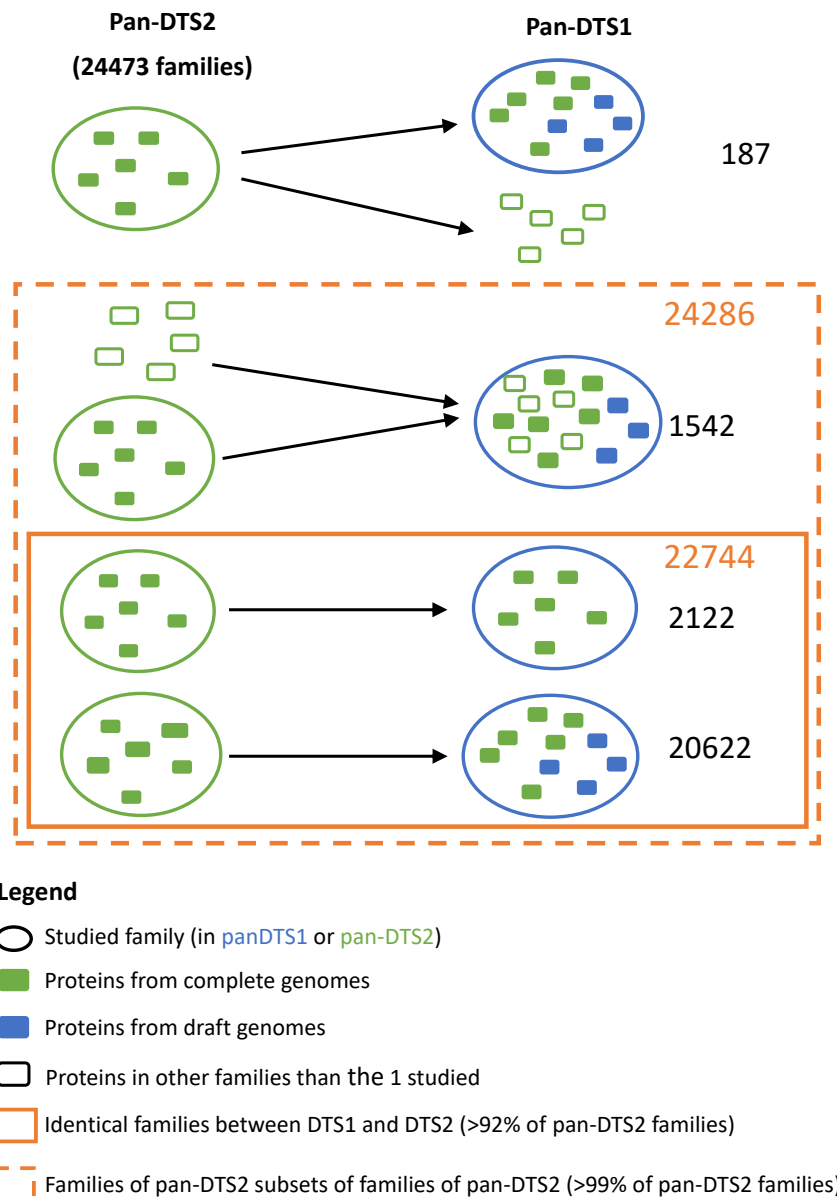 Pan-DTS2
(24473 families)
Pan-DTS1
187
24286
1542
22744
2122
20622
Legend
Studied family (in panDTS1 or pan-DTS2)
Proteins from complete genomes
Proteins from draft genomes
Proteins in other families than the 1 studied
Identical families between DTS1 and DTS2 (>92% of pan-DTS2 families)
Families of pan-DTS2 subsets of families of pan-DTS2 (>99% of pan-DTS2 families)